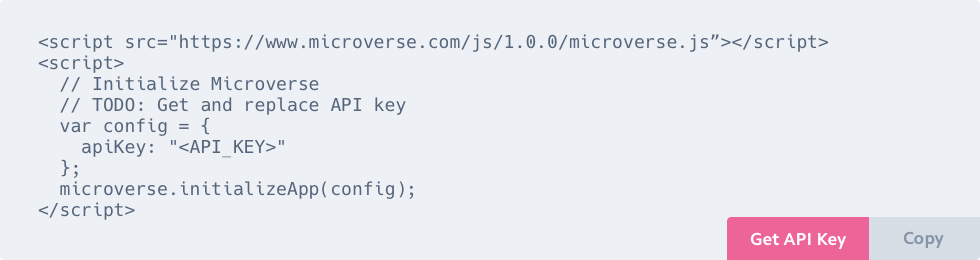 <script src="https://www.microverse.com/js/1.0.0/microverse.js”></script>
<script>
  // Initialize Microverse
  // TODO: Get and replace API key
  var config = {
    apiKey: "<API_KEY>"
  };
  microverse.initializeApp(config);
</script>
Get API Key
Copy